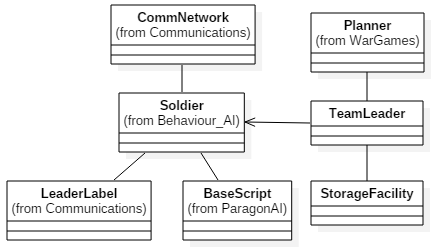 CommNetwork
(from Communications)
Planner
(from WarGames)
Soldier
(from Behaviour_AI)
TeamLeader
LeaderLabel
(from Communications)
BaseScript
(from ParagonAI)
StorageFacility